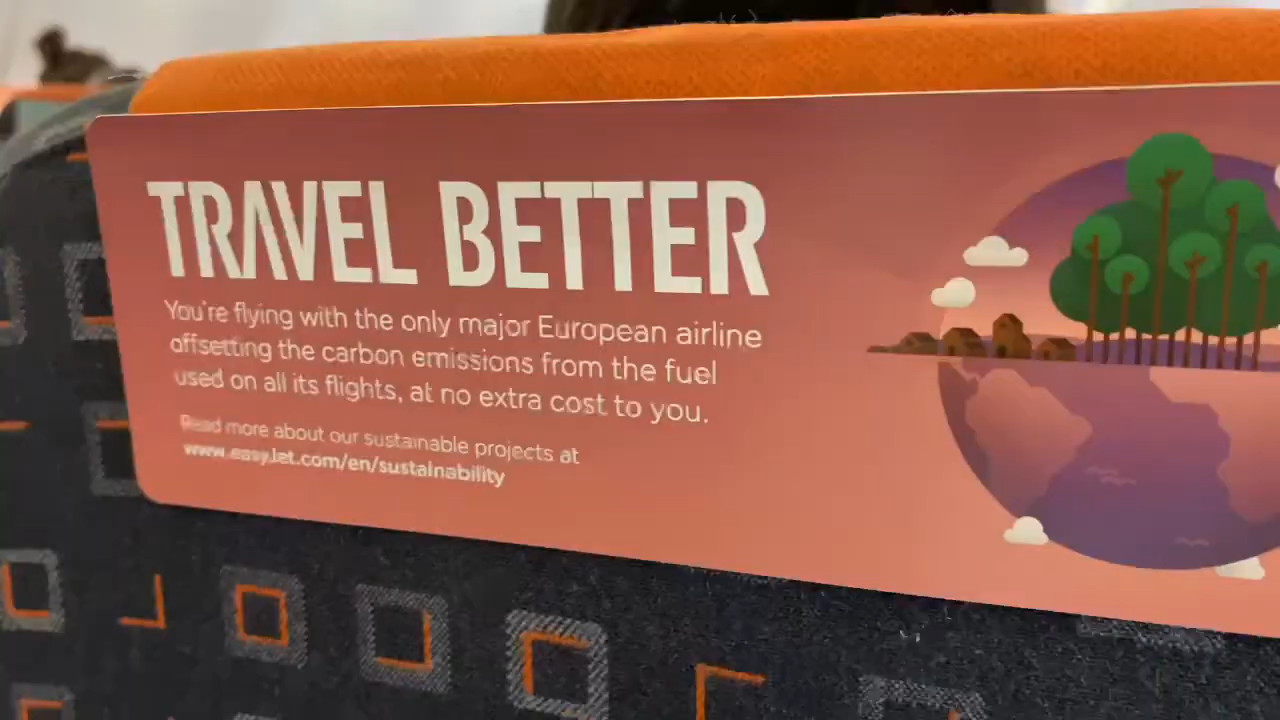 TRAVEL BETTER
You're flying with the only major European airline
offsetting the carbon emissions from the fuel
used on all its flights, at no extra cost to you.
Read more about our sustainable projects at
www.easyJet.com/en/sustainability